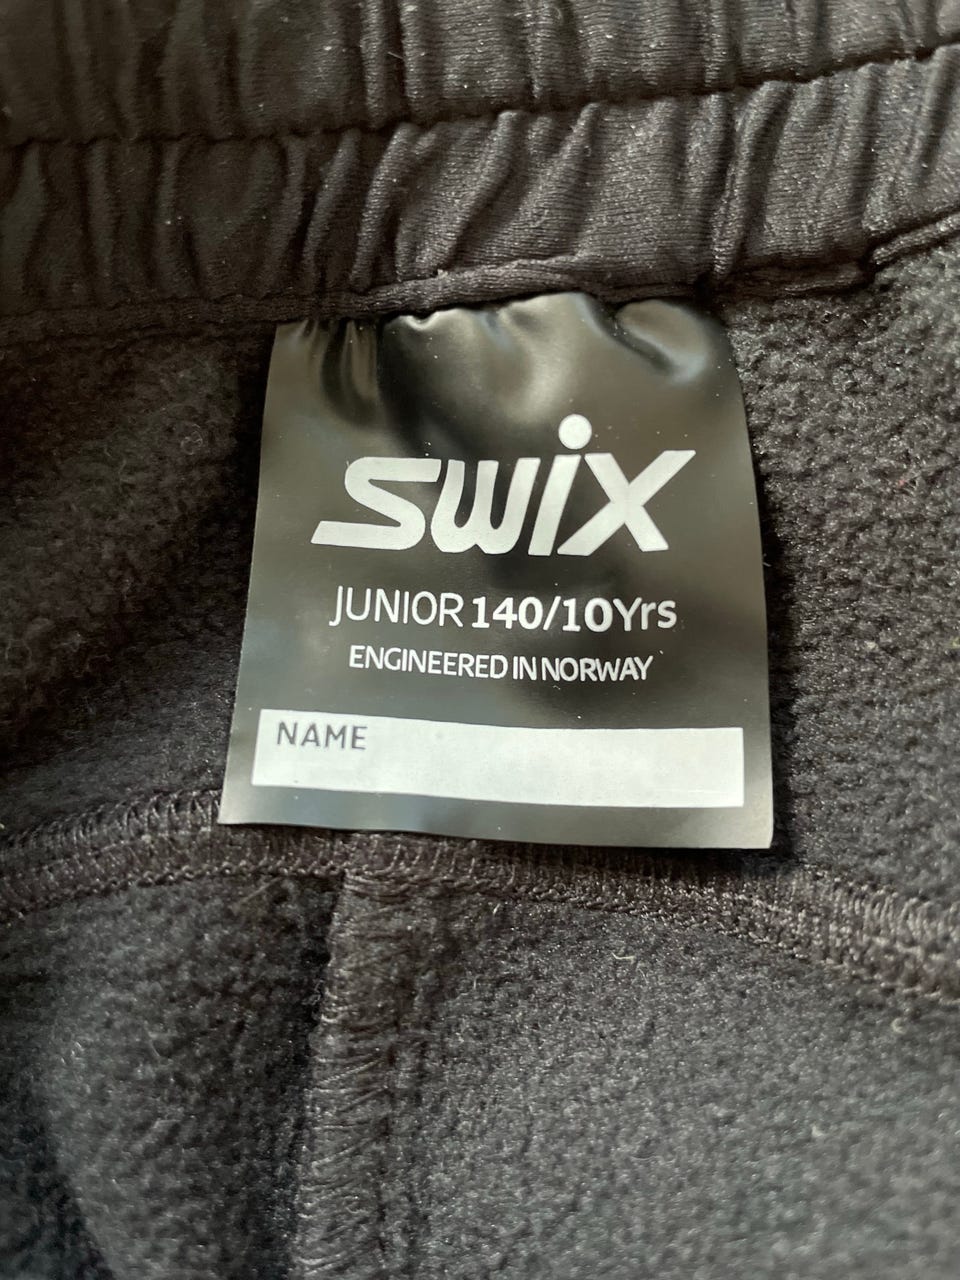 swix
JUNIOR 140/10Yrs
ENGINEERED IN NORWAY
NAME